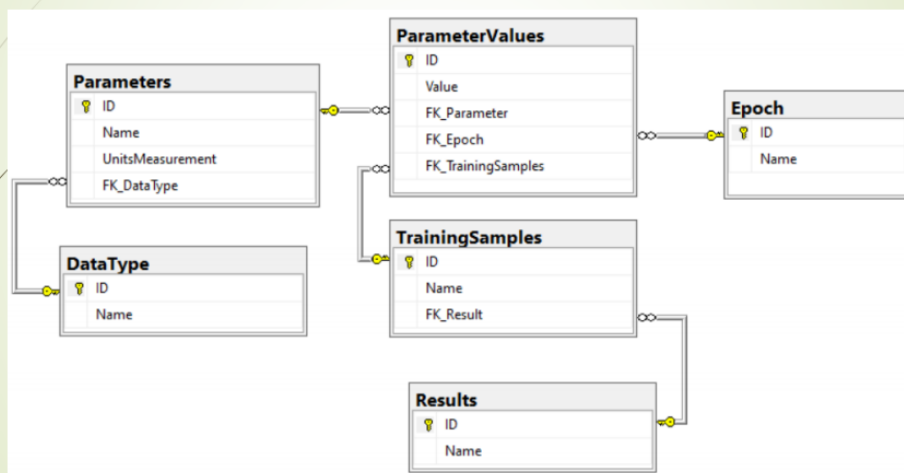 Parameters
ID
Name
UnitsMeasurement
FK_DataType
DataType
ID
Name
ParameterValues
ID
Value
FK_Parameter
FK_Epoch
FK_TrainingSamples
TrainingSamples
ID
Name
FK_Result
Results
ID
Name
Epoch
ID
Name